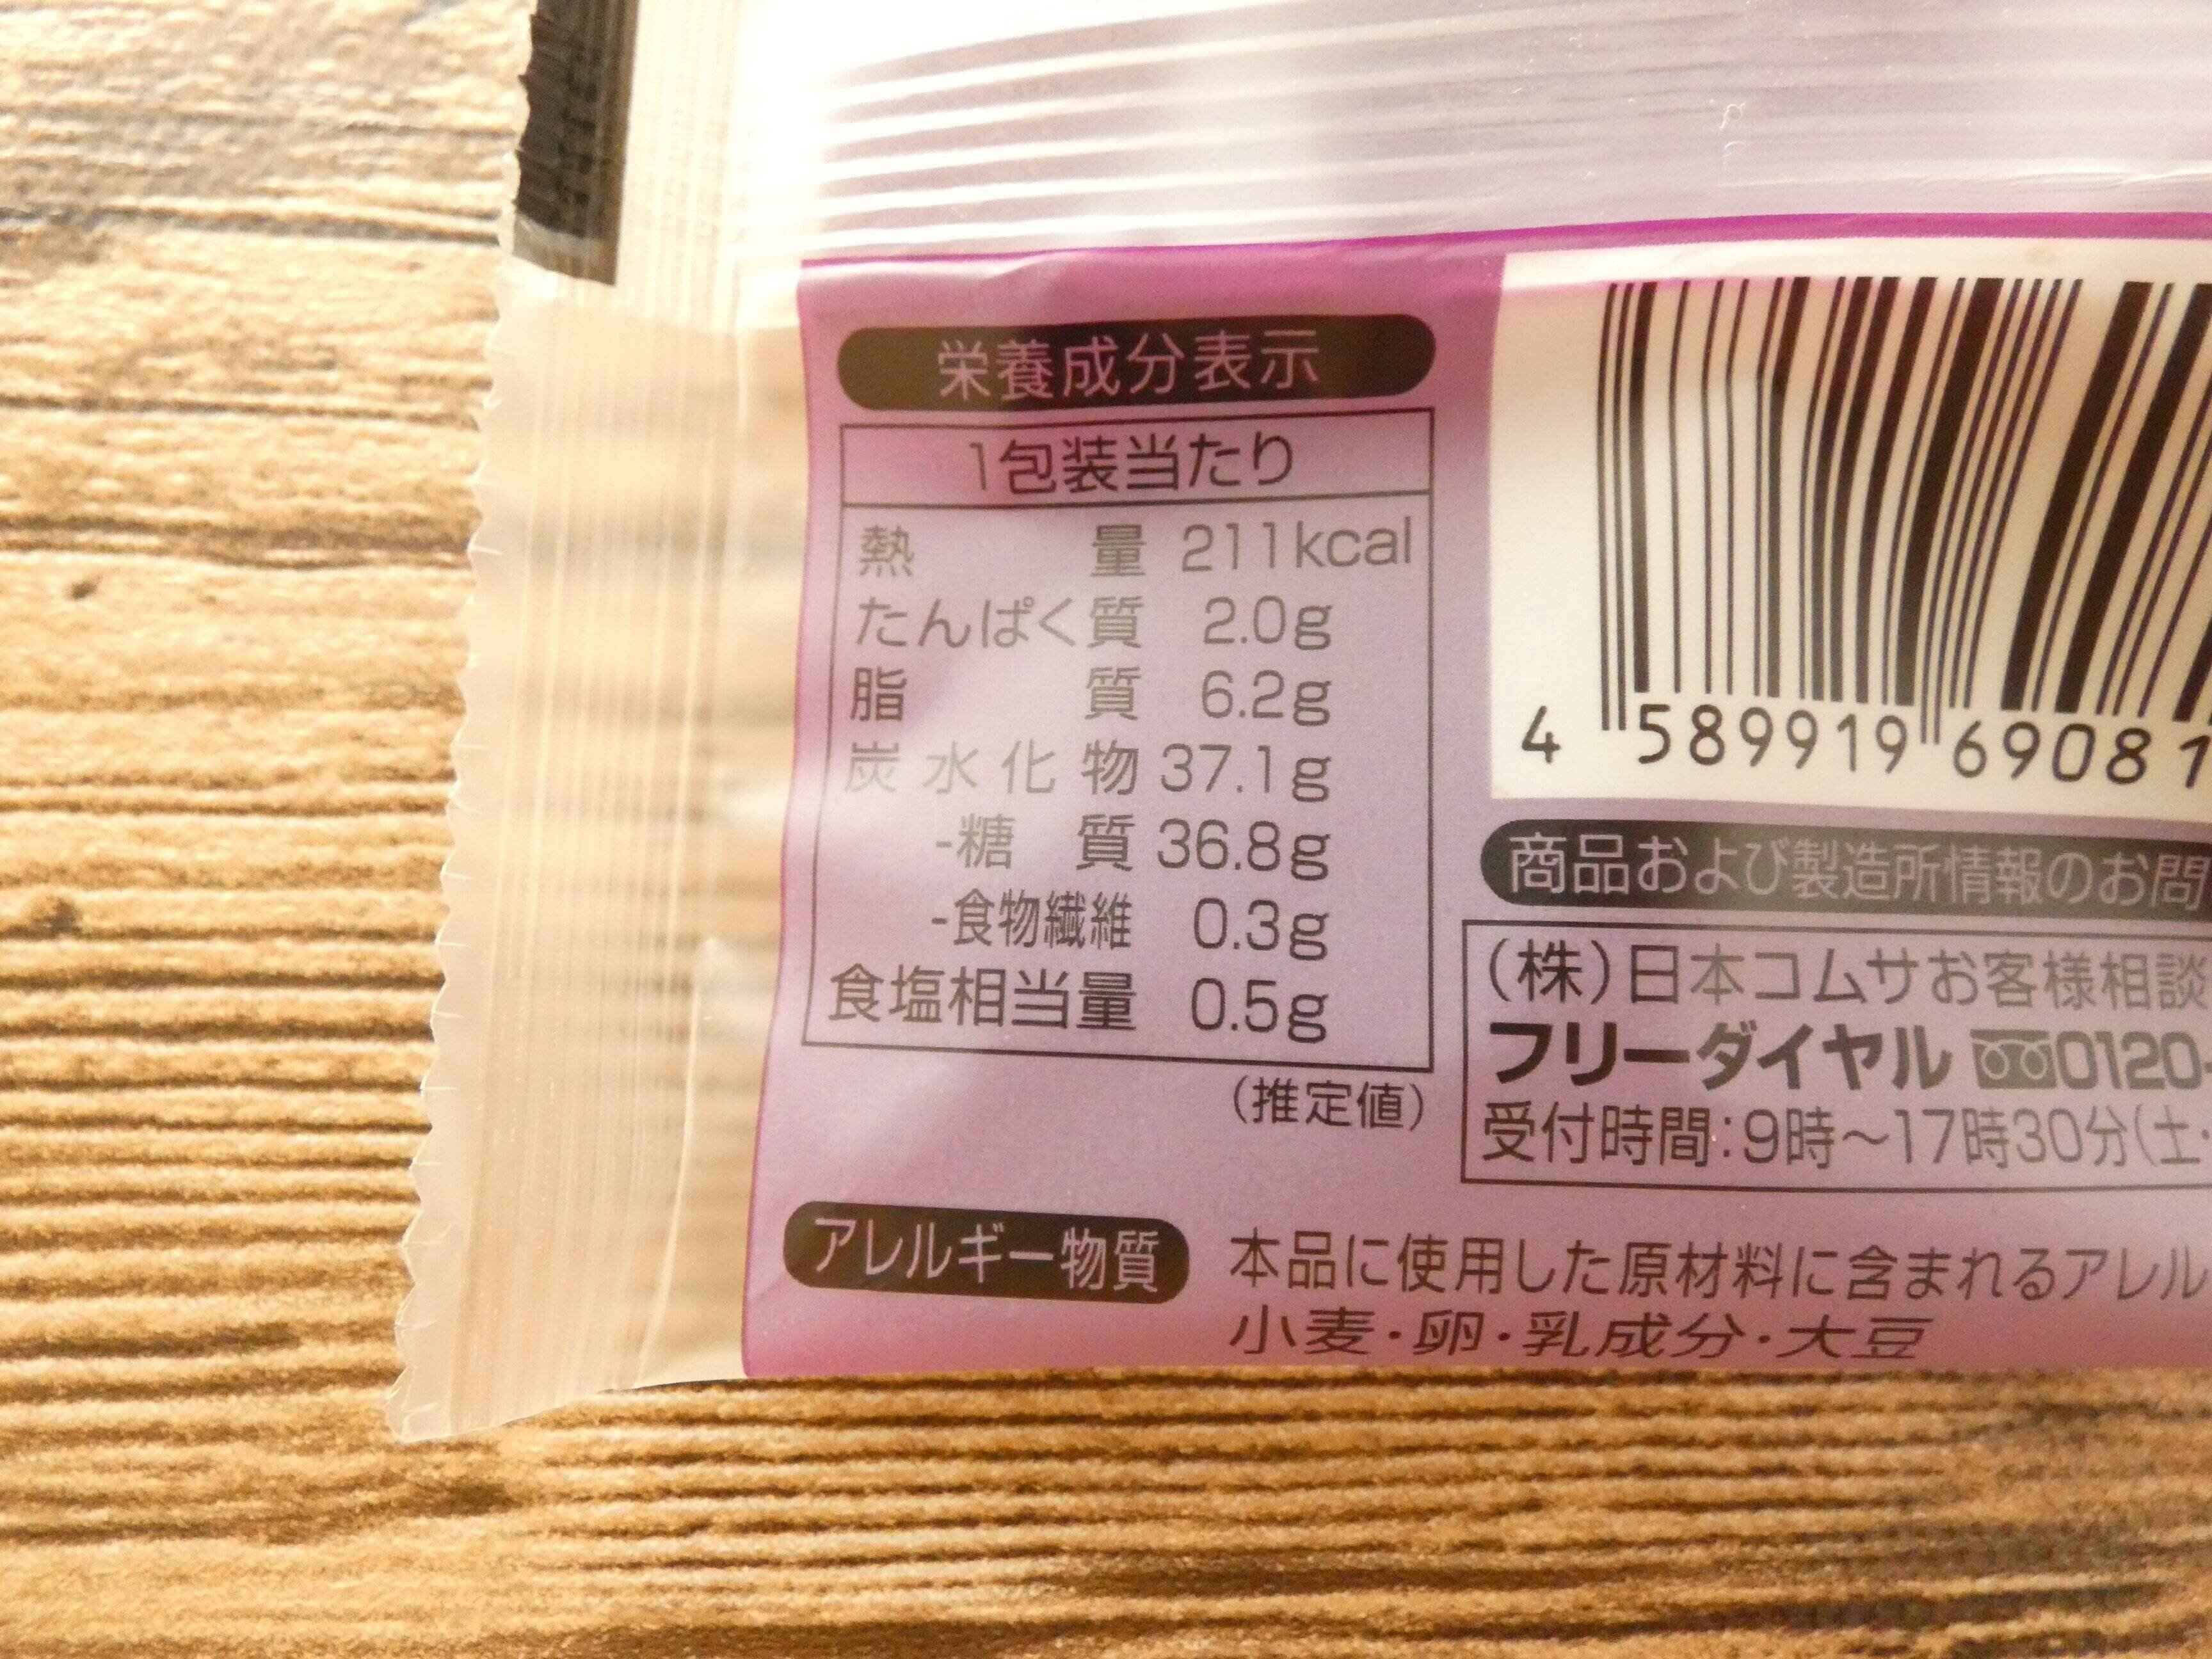 栄養成分表示
1包装当たり
熱量 211kcal
たんぱく質 2.0g
脂質 6.2g
炭水化物 37.1g
-糖質 36.8g
-食物繊維 0.3g
食塩相当量 0.5g
(推定値)
4 589919 69081
商品および製造所情報のお問
(株)日本コムサお客様相談
フリーダイヤル 0120-
受付時間:9時～17時30分(土・
アレルギー物質
本品に使用した原材料に含まれるアレル
小麦・卵・乳成分・大豆